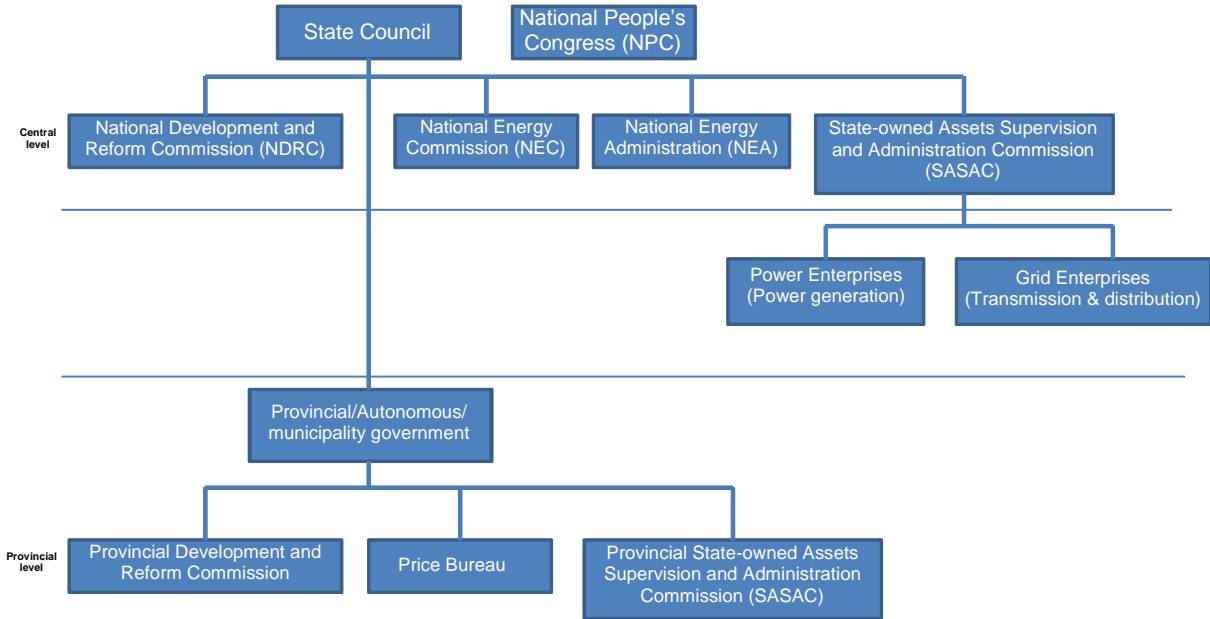 State Council
National People's
Congress (NPC)
Central
level
National Development and
Reform Commission (NDRC)
National Energy
Commission (NEC)
National Energy
Administration (NEA)
State-owned Assets Supervision
and Administration Commission
(SASAC)
Power Enterprises
(Power generation)
Grid Enterprises
(Transmission & distribution)
Provincial/Autonomous/
municipality government
Provincial
level
Provincial Development and
Reform Commission
Price Bureau
Provincial State-owned Assets
Supervision and Administration
Commission (SASAC)